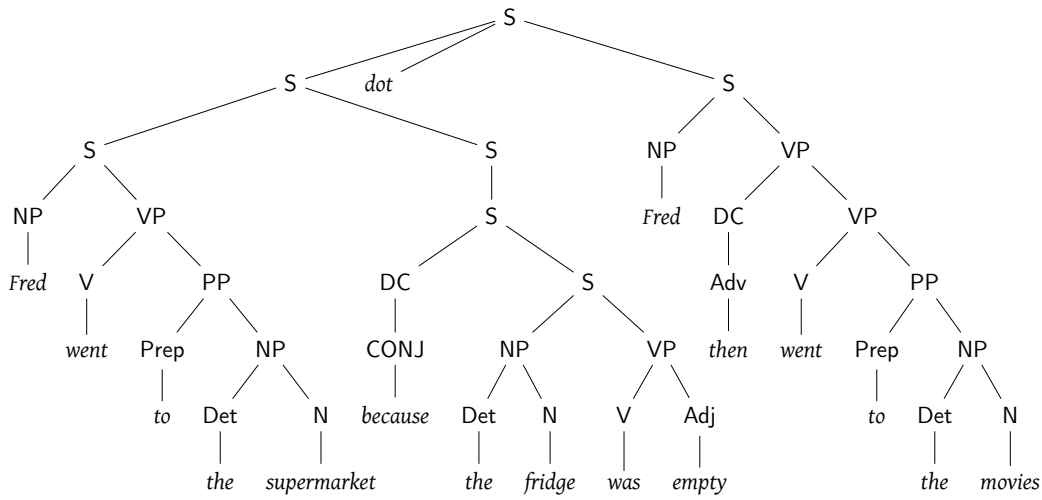 S
S dot S
S S NP VP
NP VP S Fred DC VP
Fred V PP DC S Adv V PP
went Prep NP CONJ NP VP then went Prep NP
to Det N because Det N V Adj to Det N
the supermarket the fridge was empty the movies